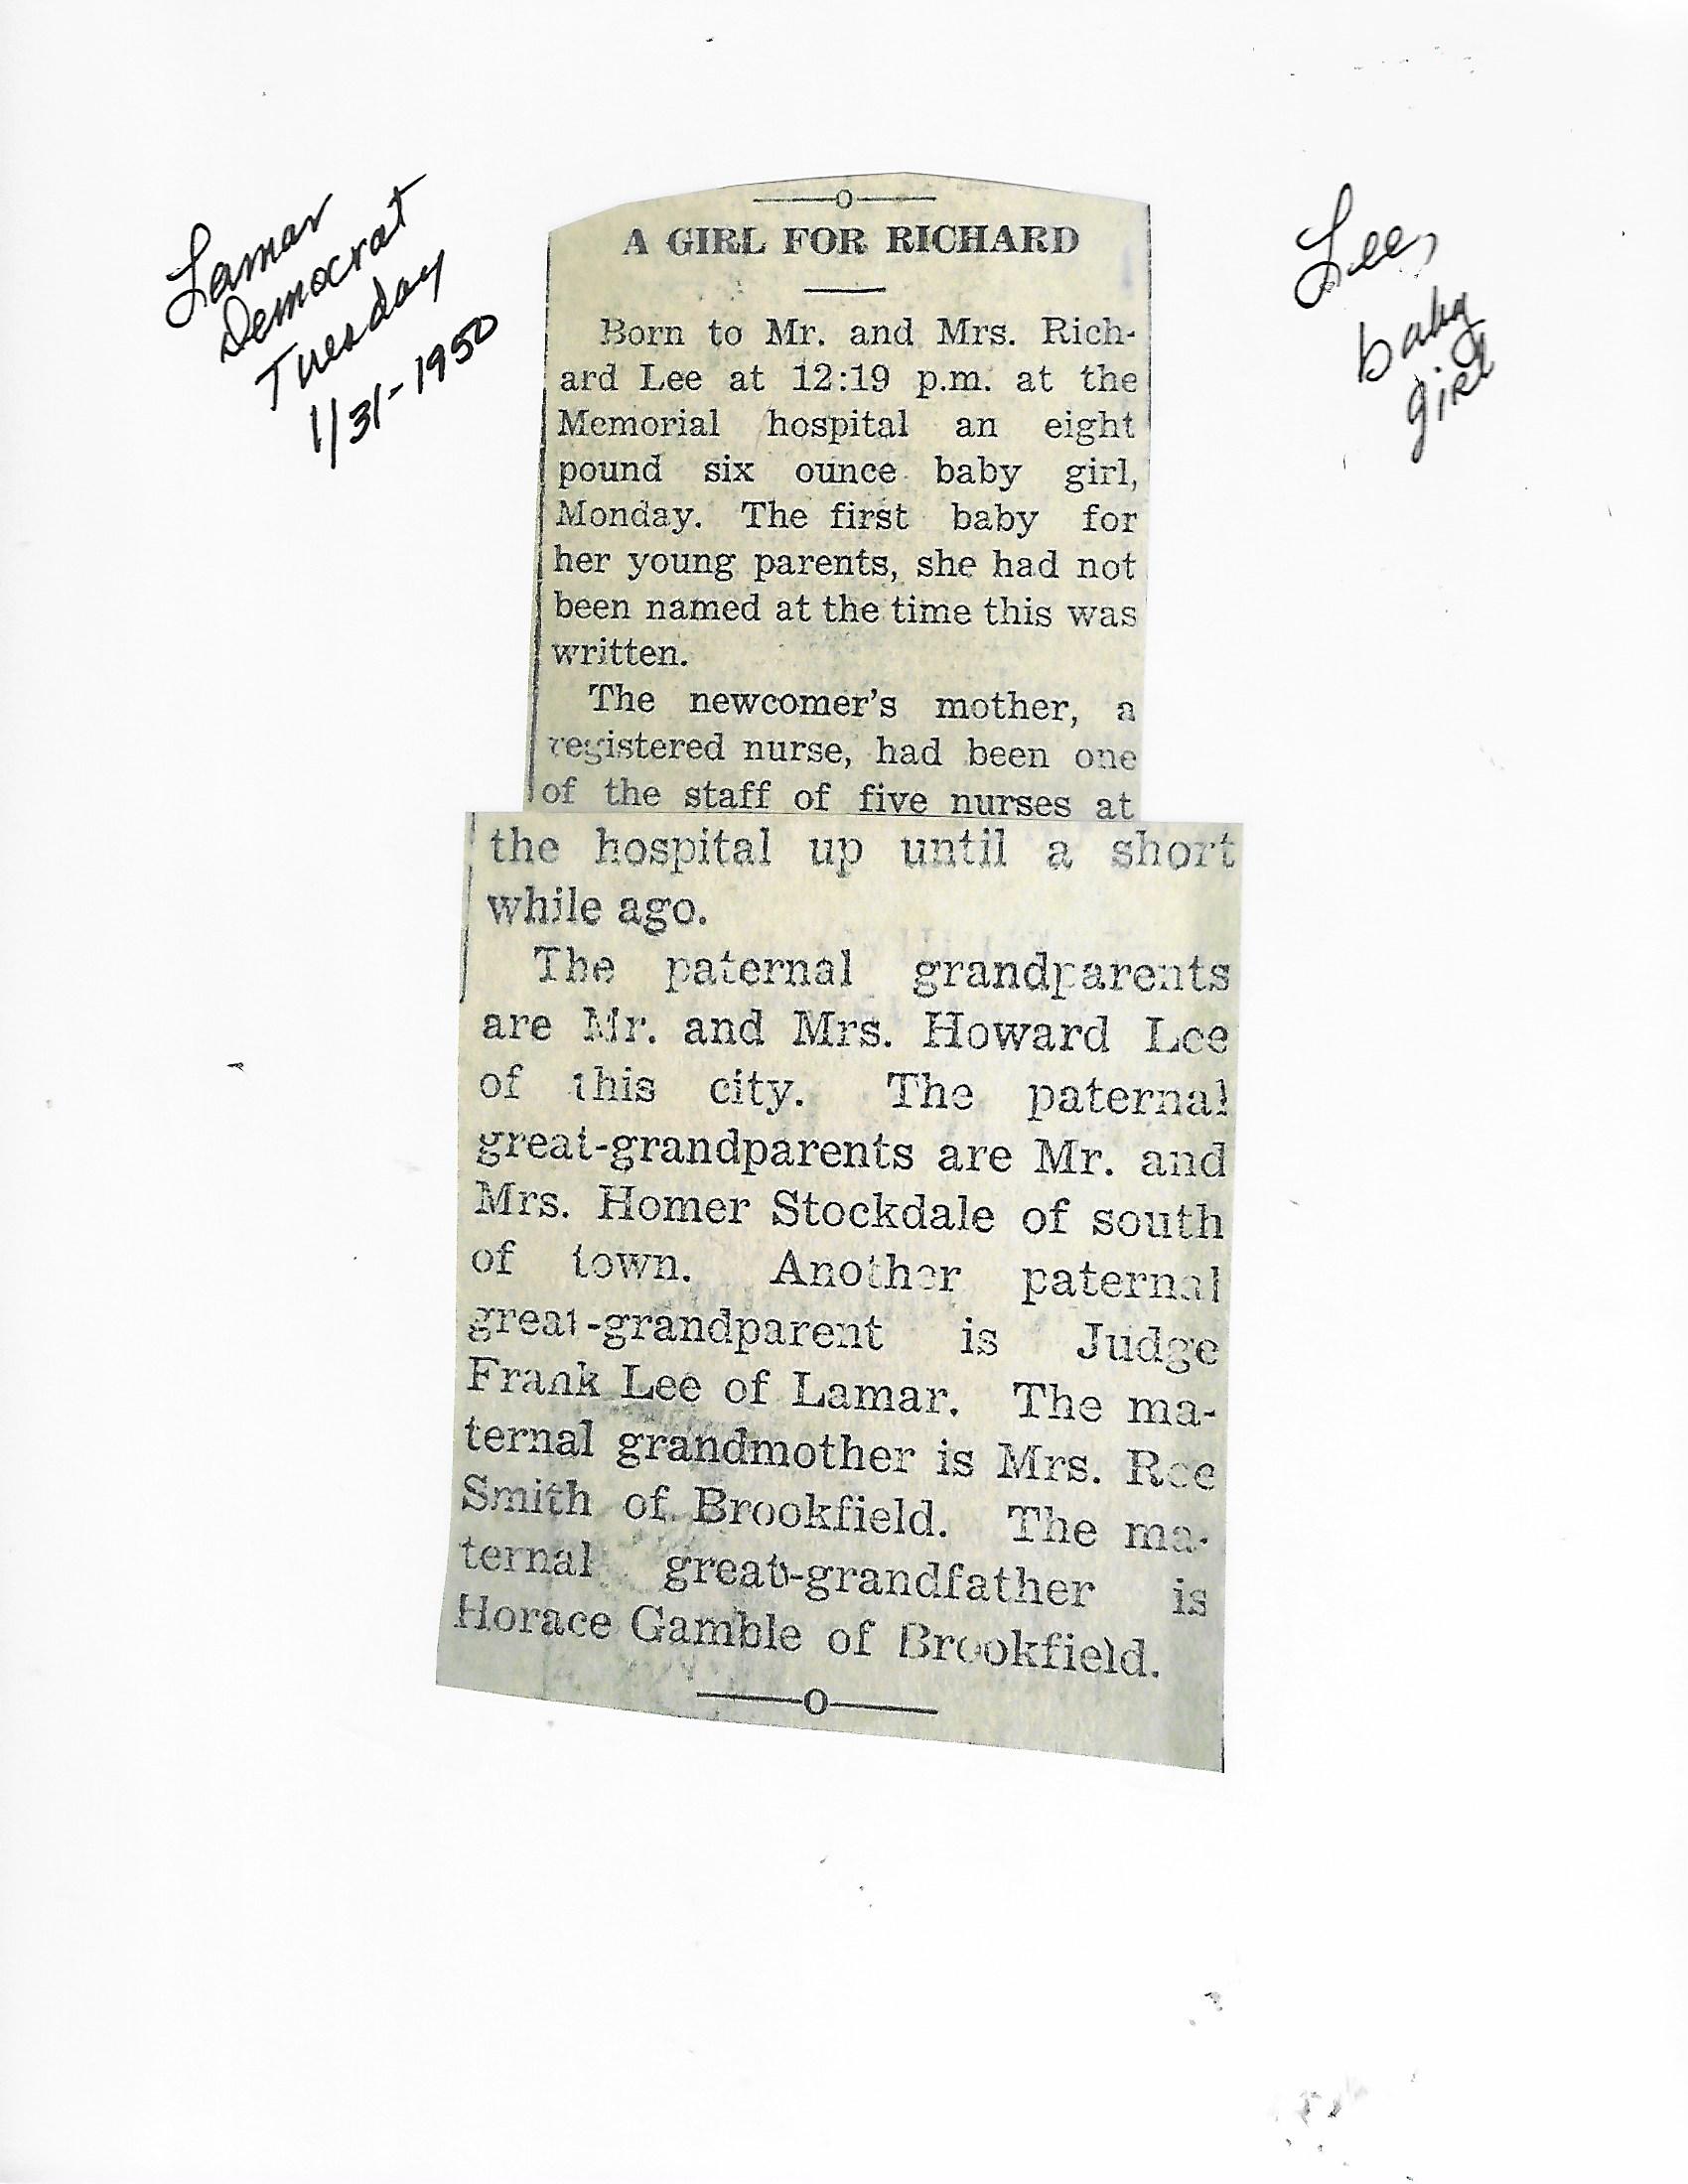 Lamar
Democrat
Tuesday
1/31-1950
Lee,
baby
girl
A GIRL FOR RICHARD
Born to Mr. and Mrs. Rich-
ard Lee at 12:19 p.m. at the
Memorial hospital an eight
pound six ounce baby girl,
Monday. The first baby for
her young parents, she had not
been named at the time this was
written.
The newcomer's mother, a
registered nurse, had been one
of the staff of five nurses at
the hospital up until a short
while ago.
The paternal grandparents
are Mr. and Mrs. Howard Lee
of this city. The paternal
great-grandparents are Mr. and
Mrs. Homer Stockdale of south
of town. Another paternal
great-grandparent is Judge
Frank Lee of Lamar. The ma-
ternal grandmother is Mrs. Roe
Smith of Brookfield. The ma-
ternal great-grandfather is
Horace Gamble of Brookfield.